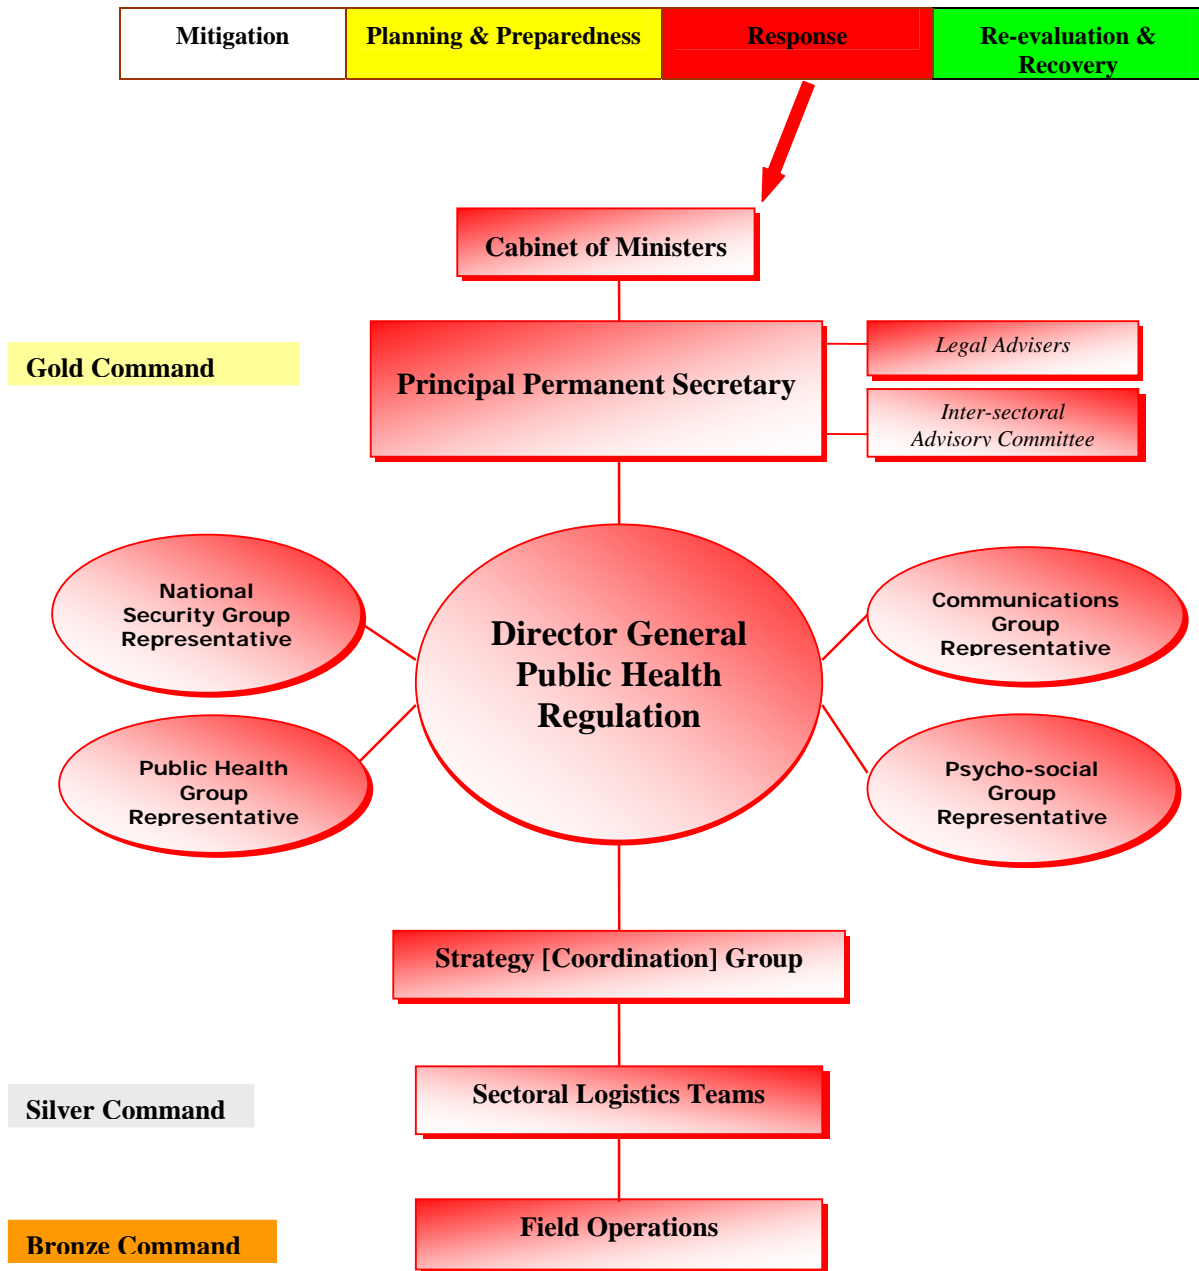 Mitigation
Planning & Preparedness
Response
Re-evaluation &
Recovery
Cabinet of Ministers
Gold Command
Principal Permanent Secretary
Legal Advisers
Inter-sectoral
Advisory Committee
National
Security Group
Representative
Communications
Group
Representative
Director General
Public Health
Regulation
Public Health
Group
Representative
Psycho-social
Group
Representative
Strategy [Coordination] Group
Silver Command
Sectoral Logistics Teams
Bronze Command
Field Operations